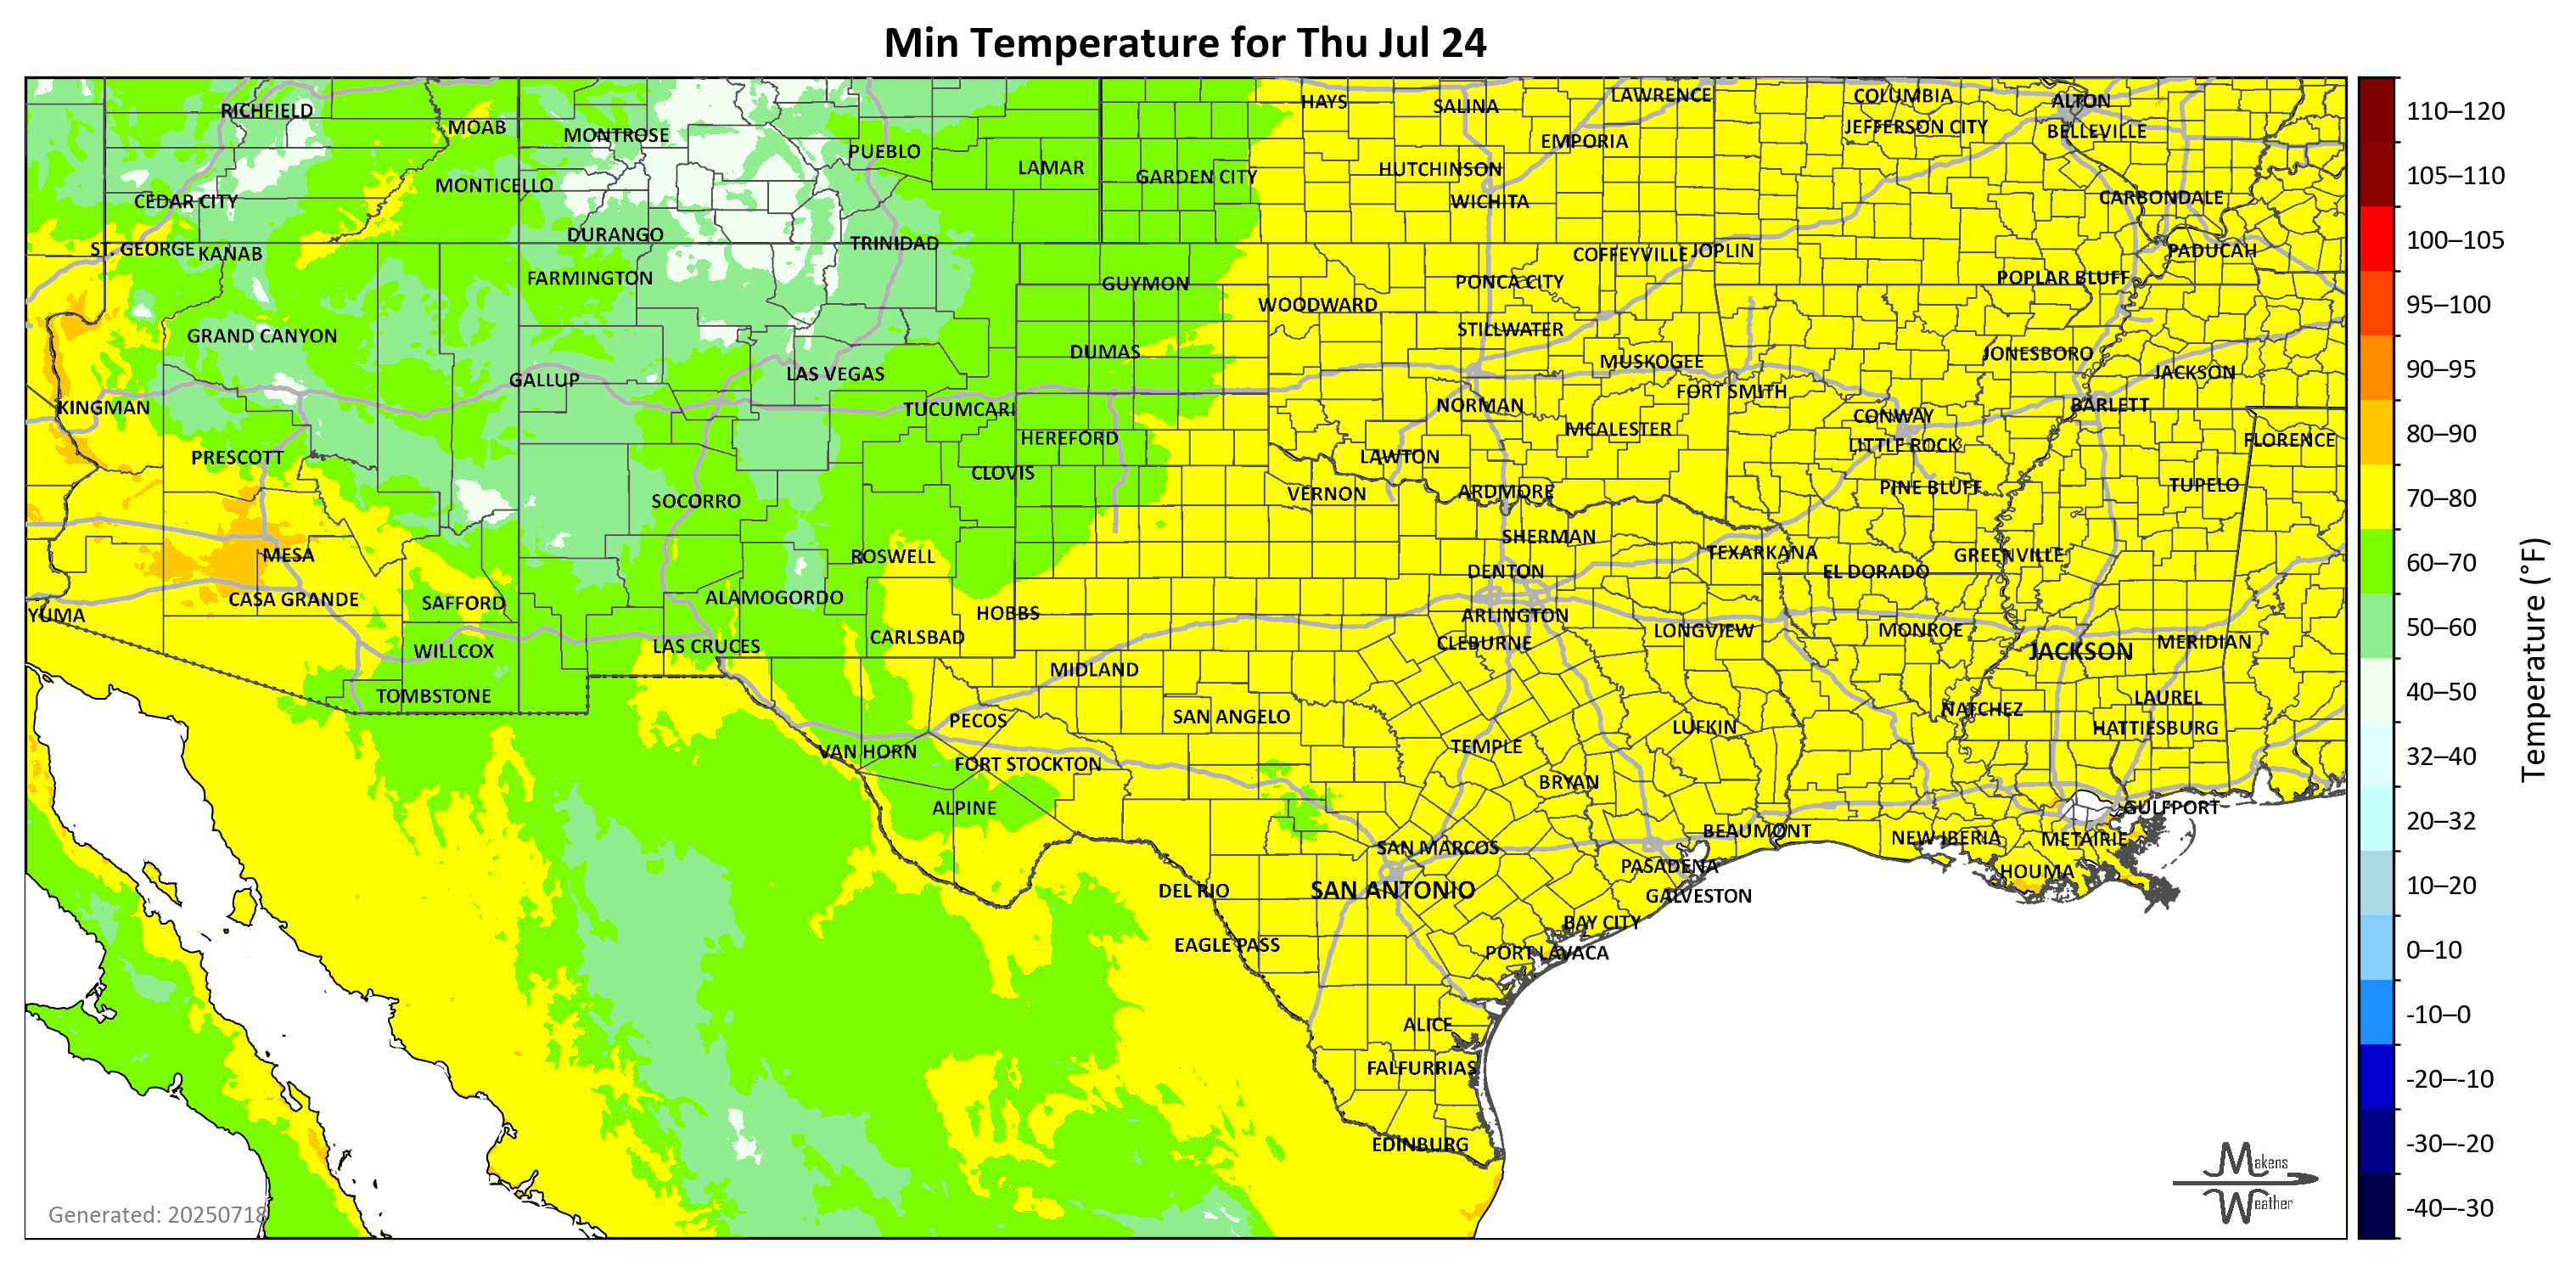 Min Temperature for Thu Jul 24
HAYS
SALINA
LAWRENCE
COLUMBIA
ALTON
RICHFIELD
MOAB
MONTROSE
EMPORIA
JEFFERSON CITY
BELLEVILLE
PUEBLO
LAMAR
GARDEN CITY
HUTCHINSON
MONTICELLO
CEDAR CITY
WICHITA
CARBONDALE
DURANGO
TRINIDAD
ST. GEORGE
KANAB
COFFEYVILLE
JOPLIN
PADUCAH
FARMINGTON
GUYMON
PONCA CITY
POPLAR BLUFF
WOODWARD
GRAND CANYON
STILLWATER
DUMAS
MUSKOGEE
JONESBORO
GALLUP
LAS VEGAS
JACKSON
KINGMAN
TUCUMCARI
NORMAN
FORT SMITH
CONWAY
BARLETT
HEREFORD
MCALESTER
LITTLE ROCK
FLORENCE
PRESCOTT
CLOVIS
LAWTON
SOCORRO
VERNON
ARDMORE
PINE BLUFF
TUPELO
MESA
ROSWELL
SHERMAN
TEXARKANA
GREENVILLE
DENTON
EL DORADO
YUMA
CASA GRANDE
SAFFORD
ALAMOGORDO
HOBBS
ARLINGTON
WILLCOX
LAS CRUCES
CARLSBAD
CLEBURNE
LONGVIEW
MONROE
JACKSON
MERIDIAN
MIDLAND
TOMBSTONE
PECOS
SAN ANGELO
LUFKIN
NATCHEZ
LAUREL
HATTIESBURG
VAN HORN
FORT STOCKTON
TEMPLE
BRYAN
ALPINE
GULFPORT
BEAUMONT
NEW IBERIA
METAIRIE
SAN MARCOS
PASADENA
HOUMA
DEL RIO
SAN ANTONIO
GALVESTON
BAY CITY
EAGLE PASS
PORT LAVACA
ALICE
FALFURRIAS
EDINBURG
Generated: 20250718
Makens
Weather
110–120
105–110
100–105
95–100
90–95
80–90
70–80
60–70
50–60
40–50
32–40
20–32
10–20
0–10
-10–0
-20–-10
-30–-20
-40–-30
Temperature (°F)